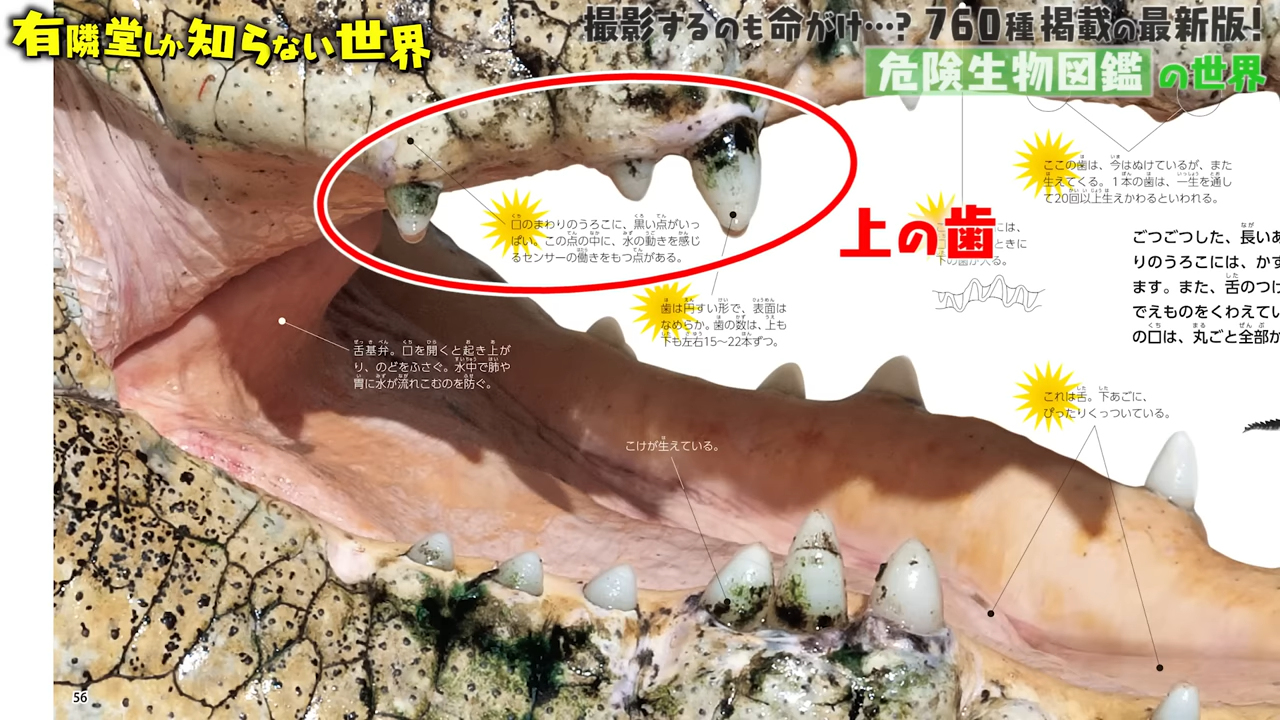 有隣堂しか知らない世界
撮影するのも命がけ…? 760種掲載の最新版!
危険生物図鑑の世界
ここの歯は、今はぬけているが、また
生えてくる。1本の歯は、一生を通し
て20回以上生えかわるといわれる。
口のまわりのうろこに、黒い点がいっ
ぱい。この点の中に、水の動きを感じ
るセンサーの働きをもつ点がある。
上の歯
には、
ときに
下の歯が入る。
ごつごつした、長いあ
りのうろこには、かす
ます。また、舌のつけ
でえものをくわえてい
の口は、丸ごと全部が
歯は円すい形で、表面は
なめらか。歯の数は、上も
下も左右15〜22本ずつ。
舌基弁。口を開くと起き上が
り、のどをふさぐ。水中で肺や
胃に水が流れこむのを防ぐ。
これは舌。下あごに、
ぴったりくっついている。
こけが生えている。
56